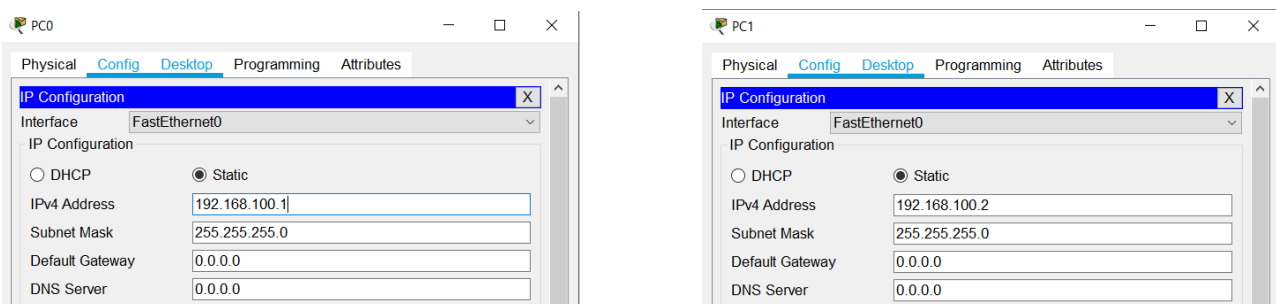 PC0
Physical Config Desktop Programming Attributes
IP Configuration X
Interface FastEthernet0
IP Configuration
DHCP Static
IPv4 Address 192.168.100.1
Subnet Mask 255.255.255.0
Default Gateway 0.0.0.0
DNS Server 0.0.0.0
PC1
Physical Config Desktop Programming Attributes
IP Configuration X
Interface FastEthernet0
IP Configuration
DHCP Static
IPv4 Address 192.168.100.2
Subnet Mask 255.255.255.0
Default Gateway 0.0.0.0
DNS Server 0.0.0.0